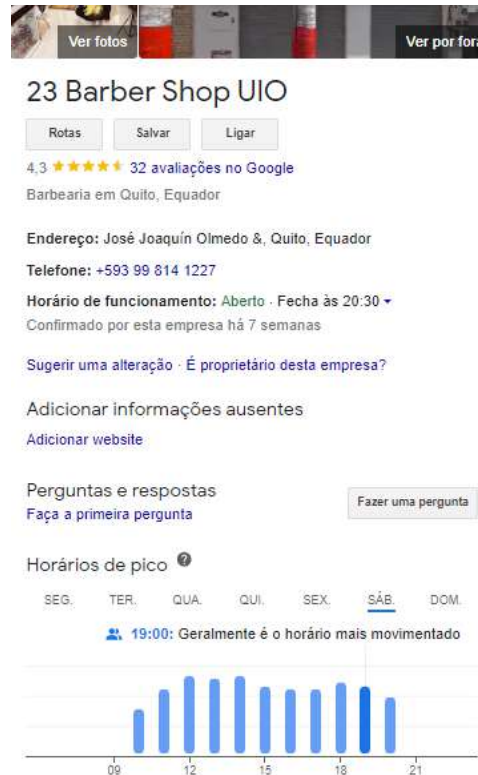 Ver fotos
Ver por fora
23 Barber Shop UIO
Rotas Salvar Ligar
4,3 32 avaliações no Google
Barbearia em Quito, Equador
Endereço: José Joaquín Olmedo &, Quito, Equador
Telefone: +593 99 814 1227
Horário de funcionamento: Aberto · Fecha às 20:30
Confirmado por esta empresa há 7 semanas
Sugerir uma alteração · É proprietário desta empresa?
Adicionar informações ausentes
Adicionar website
Perguntas e respostas
Faça a primeira pergunta
Fazer uma pergunta
Horários de pico ?
SEG. TER. QUA. QUI. SEX. SÁB. DOM.
19:00: Geralmente é o horário mais movimentado
09 12 15 18 21